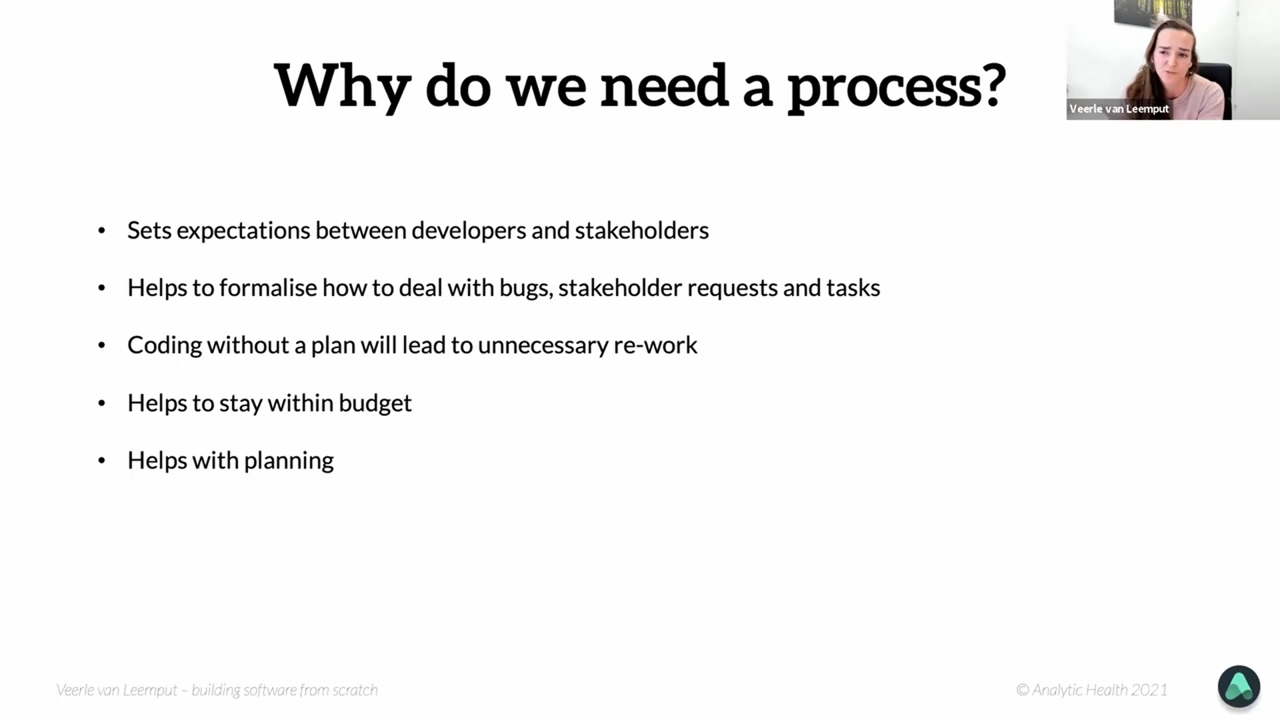 Why do we need a process?
Veerle van Leemput
• Sets expectations between developers and stakeholders
• Helps to formalise how to deal with bugs, stakeholder requests and tasks
• Coding without a plan will lead to unnecessary re-work
• Helps to stay within budget
• Helps with planning
Veerle van Leemput – building software from scratch
© Analytic Health 2021